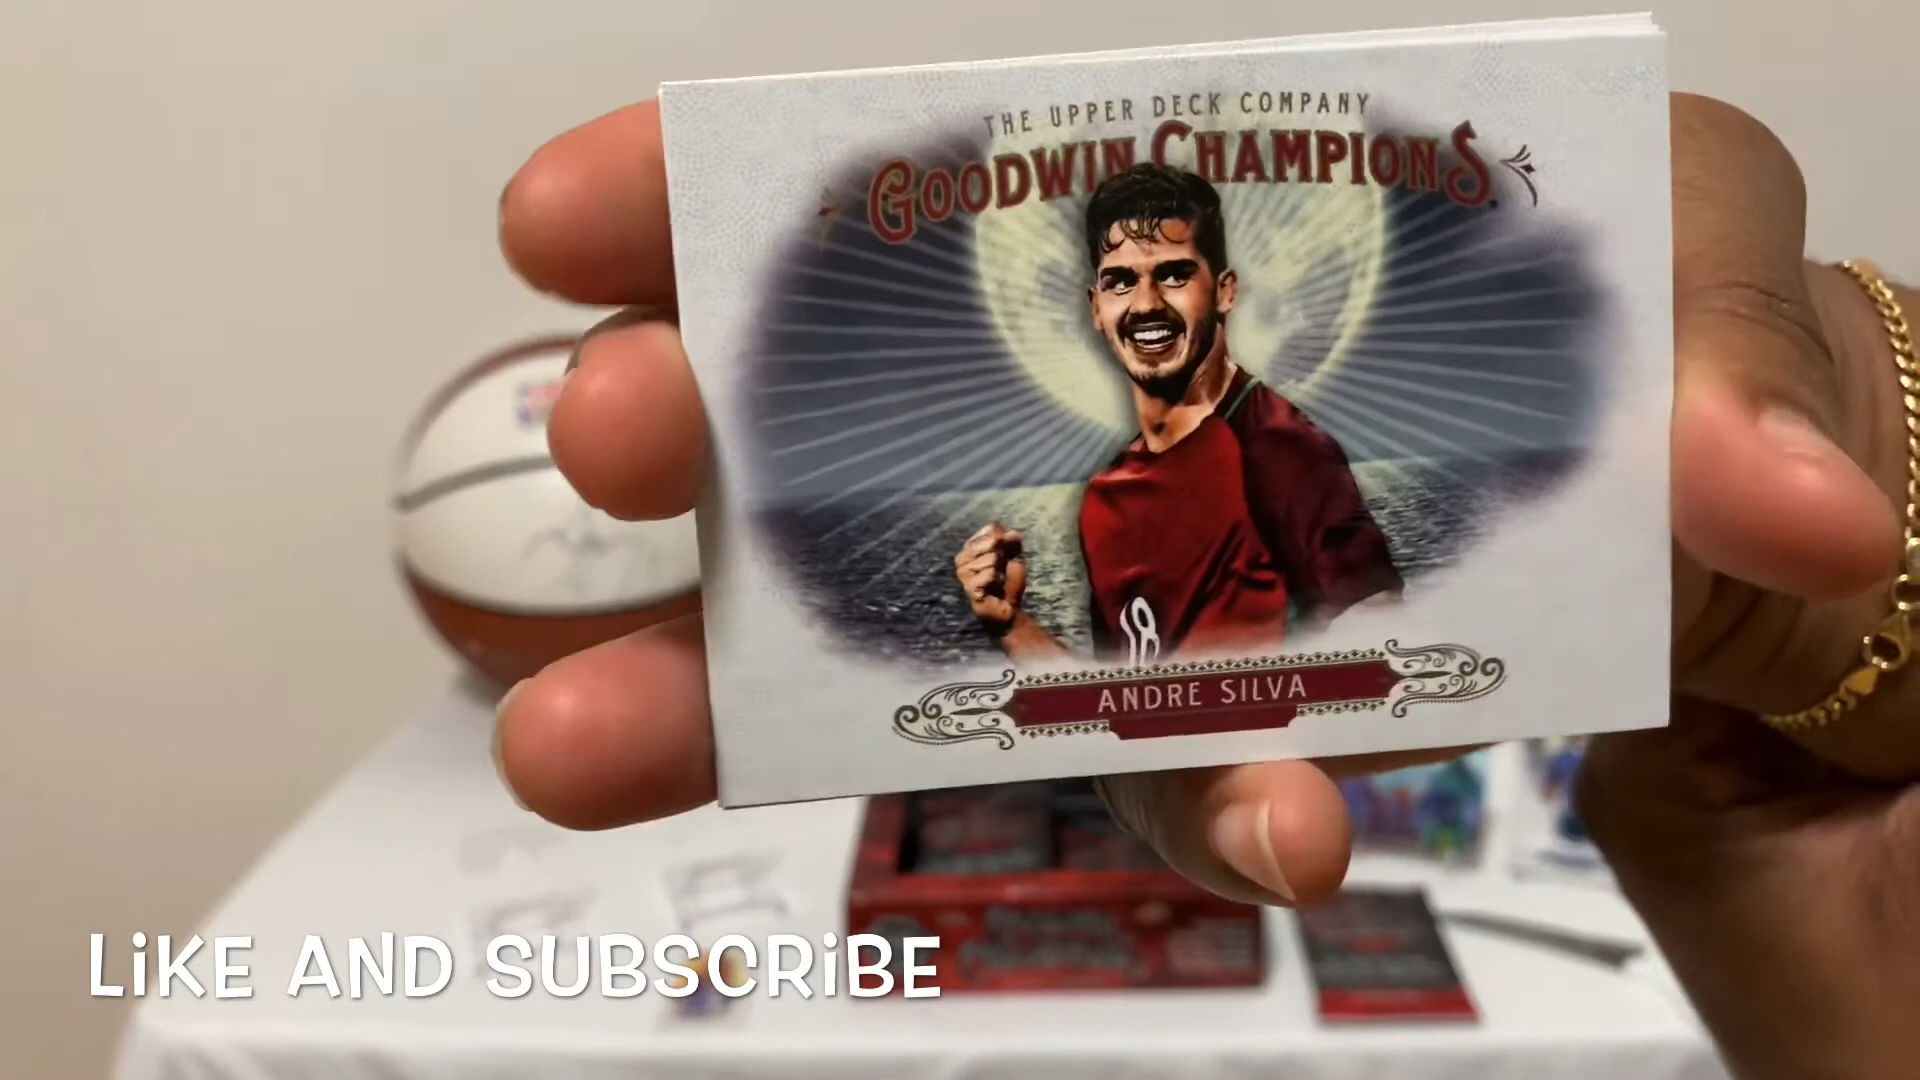 THE UPPER DECK COMPANY
GOODWIN CHAMPIONS
18
ANDRE SILVA
LIKE AND SUBSCRIBE